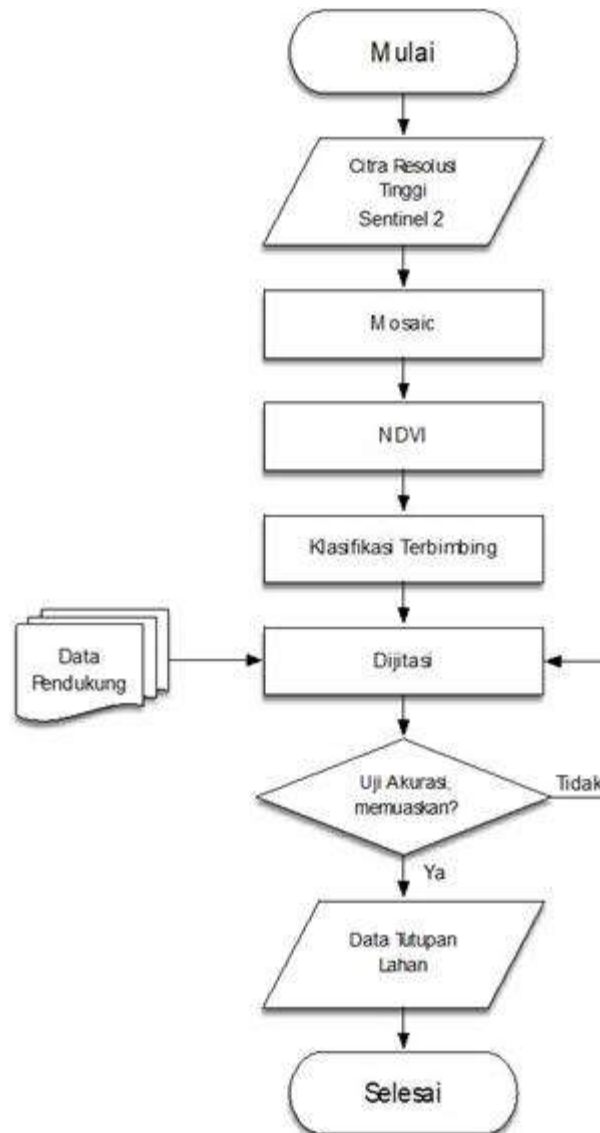 Mulai
Citra Resolusi
Tinggi
Sentinel 2
Mosaic
NDVI
Klasifikasi Terbimbing
Data
Pendukung
Dijitasi
Uji Akurasi,
memuaskan?
Tidak
Ya
Data Tutupan
Lahan
Selesai